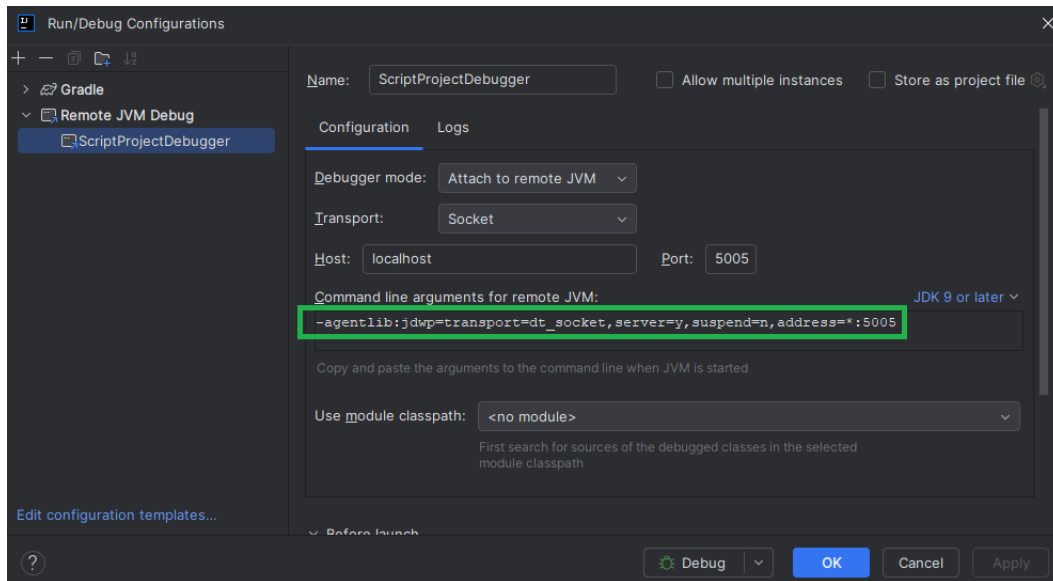 Run/Debug Configurations
Gradle
Remote JVM Debug
ScriptProjectDebugger
Edit configuration templates...
Name: ScriptProjectDebugger Allow multiple instances Store as project file
Configuration Logs
Debugger mode: Attach to remote JVM
Transport: Socket
Host: localhost Port: 5005
Command line arguments for remote JVM: JDK 9 or later
-agentlib:jdwp=transport=dt_socket,server=y,suspend=n,address=*:5005
Copy and paste the arguments to the command line when JVM is started
Use module classpath: <no module>
First search for sources of the debugged classes in the selected
module classpath
Before launch
? Debug OK Cancel Apply